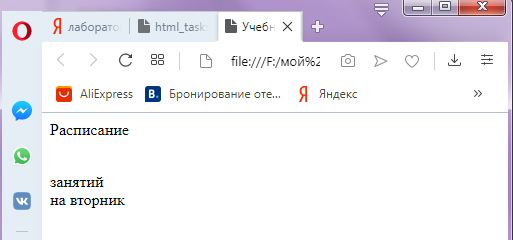 лаборато
html_task
Учебн
file:///F:/мой%2
AliExpress
B. Бронирование оте...
Яндекс
Расписание
занятий
на вторник